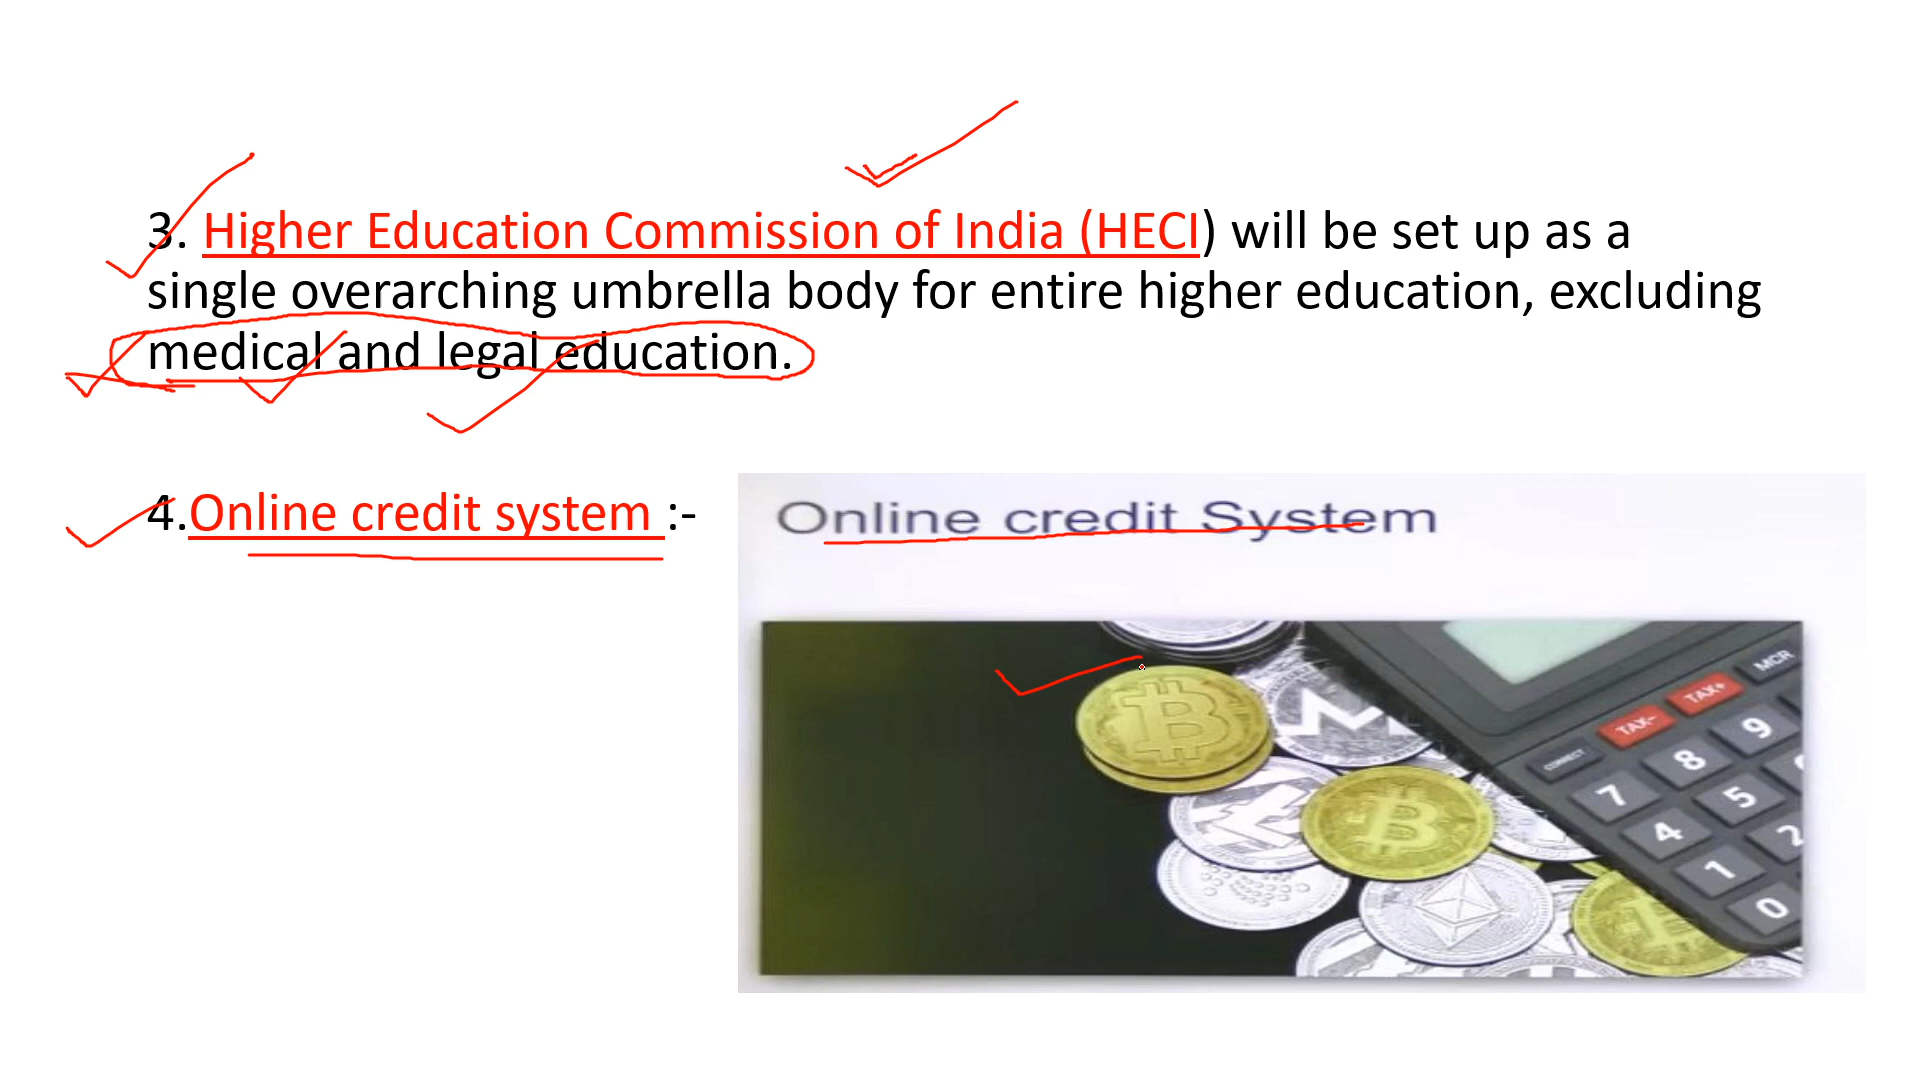 3. Higher Education Commission of India (HECI) will be set up as a
single overarching umbrella body for entire higher education, excluding
medical and legal education.
4.Online credit system :-
Online credit System
MCR
TAX+
TAX-
CORRECT
9
8
7
5
4
2
1
0